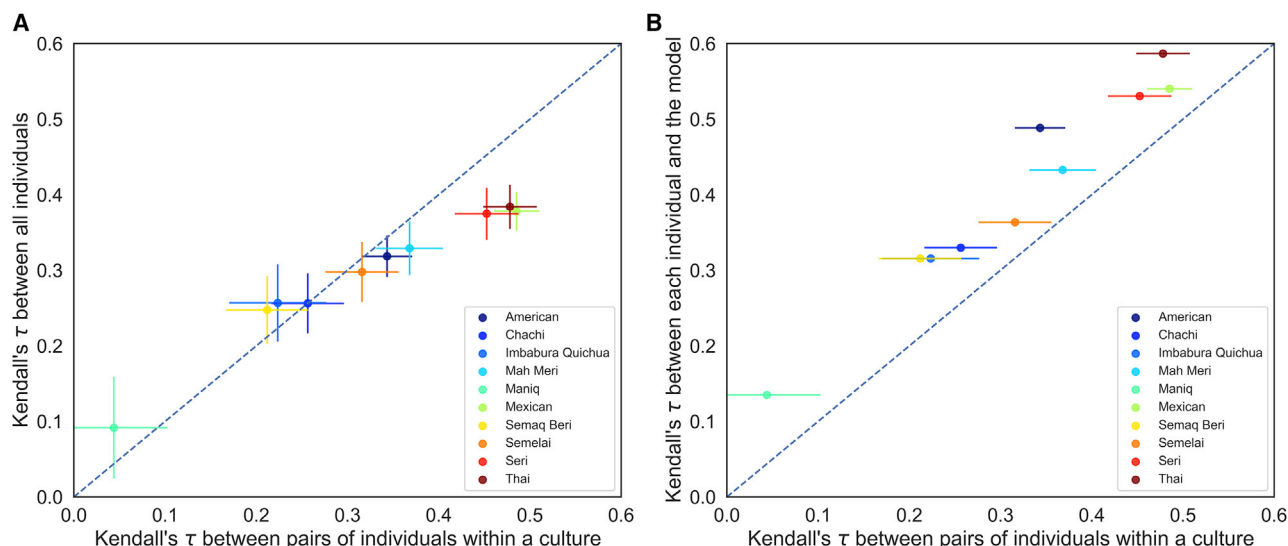 A
Kendall's τ between all individuals
0.6
0.5
0.4
0.3
0.2
0.1
0.0
0.0 0.1 0.2 0.3 0.4 0.5 0.6
Kendall's τ between pairs of individuals within a culture
American
Chachi
Imbabura Quichua
Mah Meri
Maniq
Mexican
Semaq Beri
Semelai
Seri
Thai
B
Kendall's τ between each individual and the model
0.6
0.5
0.4
0.3
0.2
0.1
0.0
0.0 0.1 0.2 0.3 0.4 0.5 0.6
Kendall's τ between pairs of individuals within a culture
American
Chachi
Imbabura Quichua
Mah Meri
Maniq
Mexican
Semaq Beri
Semelai
Seri
Thai